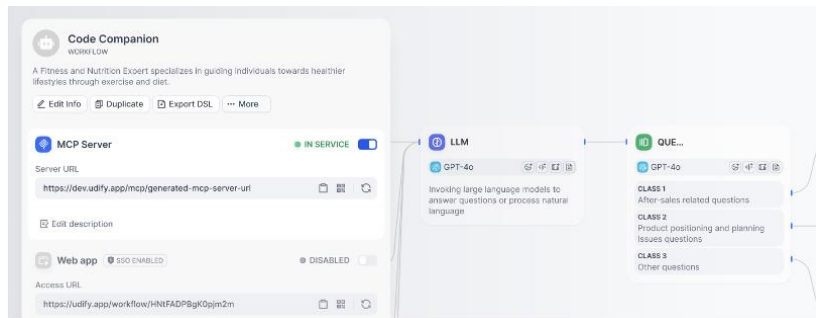 Code Companion
WORKFLOW
A Fitness and Nutrition Expert specializes in guiding individuals towards healthier
lifestyles through exercise and diet.
Edit Info Duplicate Export DSL ··· More
MCP Server IN SERVICE
Server URL
https://dev.udify.app/mcp/generated-mcp-server-url
Edit description
Web app SSO ENABLED DISABLED
Access URL
https://udify.app/workflow/HNtFADPBgK0pjm2m
LLM
GPT-4o
Invoking large language models to
answer questions or process natural
language
QUE...
GPT-4o
CLASS 1
After-sales related questions
CLASS 2
Product positioning and planning
Issues questions
CLASS 3
Other questions